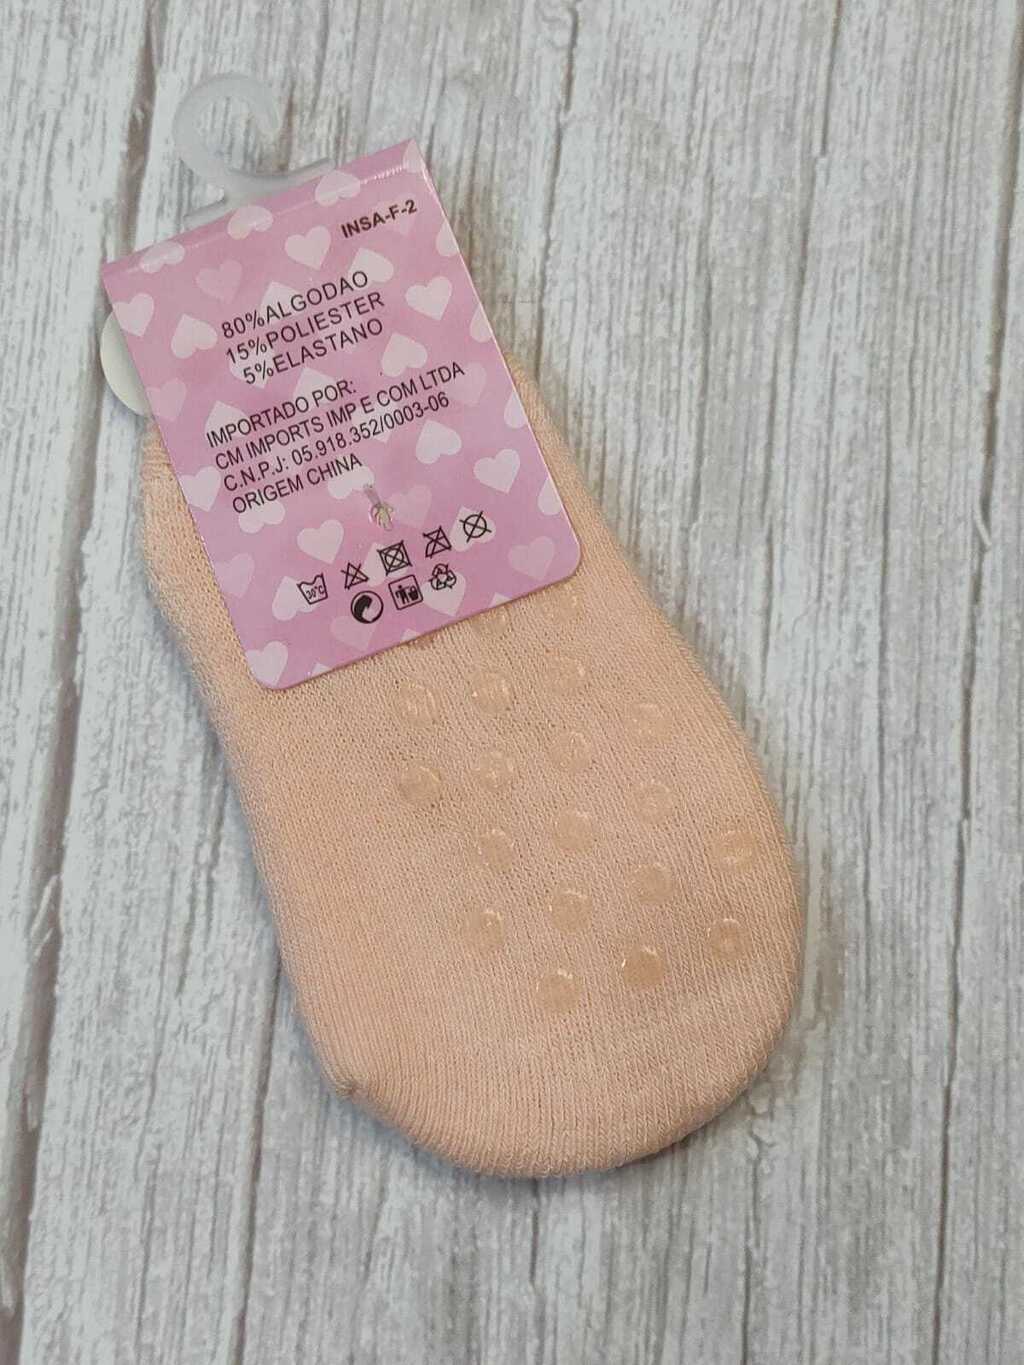 INSA-F-2
80%ALGODAO
15%POLIESTER
5%ELASTANO
IMPORTADO POR:
CM IMPORTS IMP E COM LTDA
C.N.P.J: 05.918.352/0003-06
ORIGEM CHINA
30°C